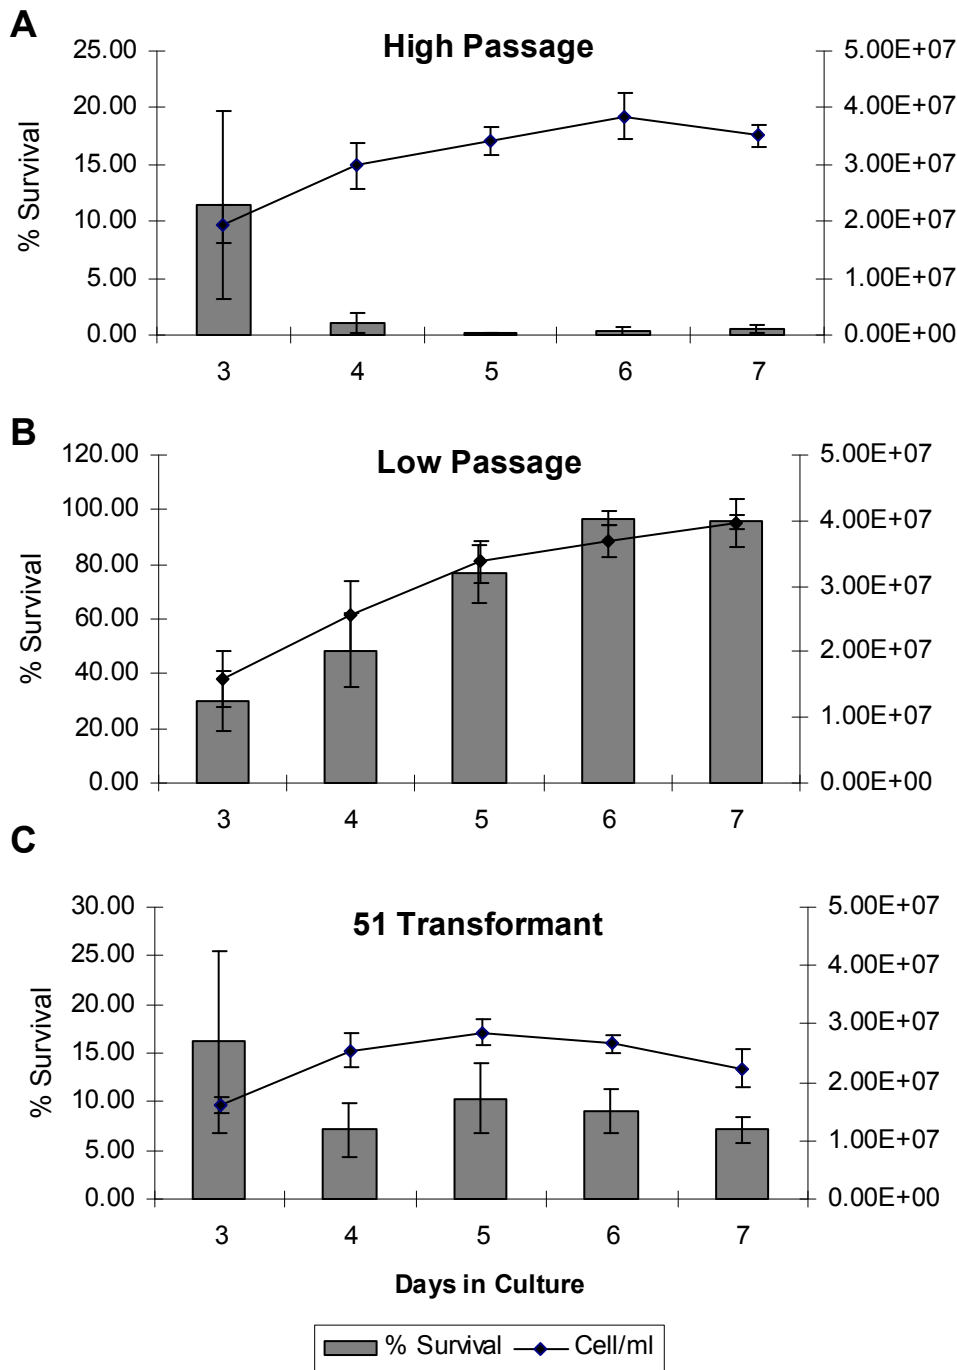 A
High Passage
25.00
20.00
15.00
10.00
5.00
0.00
% Survival
5.00E+07
4.00E+07
3.00E+07
2.00E+07
1.00E+07
0.00E+00
3 4 5 6 7
B
Low Passage
120.00
100.00
80.00
60.00
40.00
20.00
0.00
% Survival
5.00E+07
4.00E+07
3.00E+07
2.00E+07
1.00E+07
0.00E+00
3 4 5 6 7
C
51 Transformant
30.00
25.00
20.00
15.00
10.00
5.00
0.00
% Survival
5.00E+07
4.00E+07
3.00E+07
2.00E+07
1.00E+07
0.00E+00
3 4 5 6 7
Days in Culture
% Survival Cell/ml